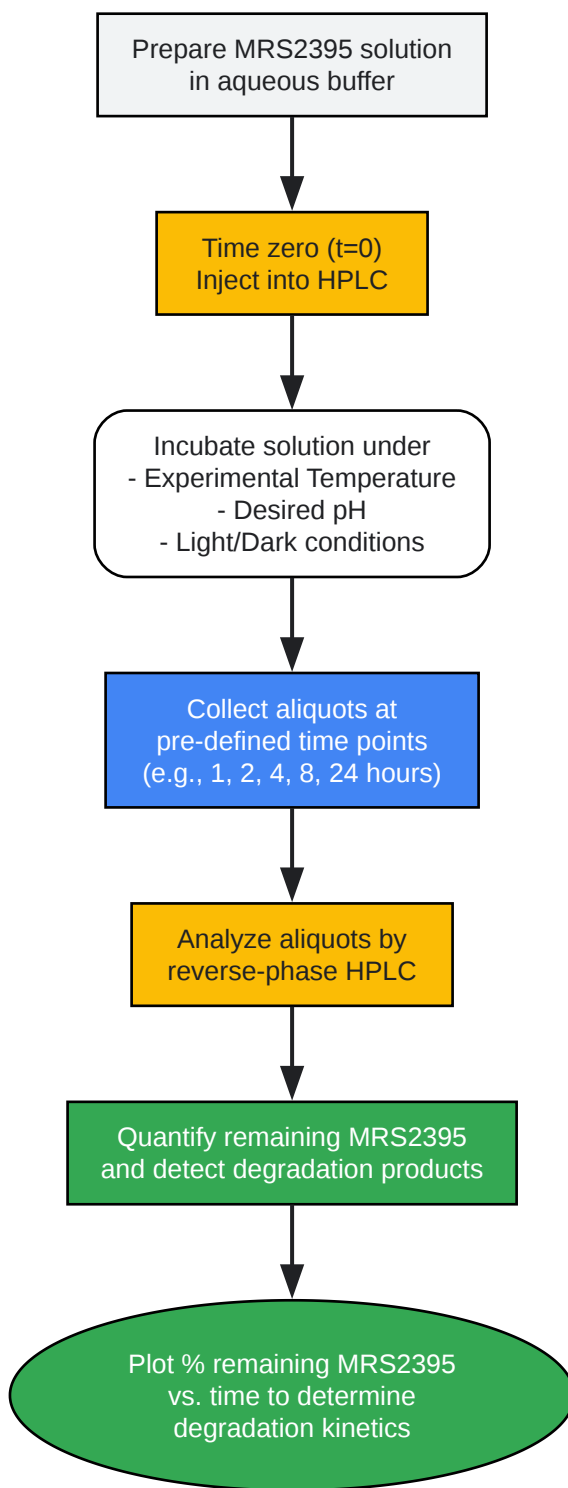 Prepare MRS2395 solution
in aqueous buffer
Time zero (t=0)
Inject into HPLC
Incubate solution under
- Experimental Temperature
- Desired pH
- Light/Dark conditions
Collect aliquots at
pre-defined time points
(e.g., 1, 2, 4, 8, 24 hours)
Analyze aliquots by
reverse-phase HPLC
Quantify remaining MRS2395
and detect degradation products
Plot % remaining MRS2395
vs. time to determine
degradation kinetics